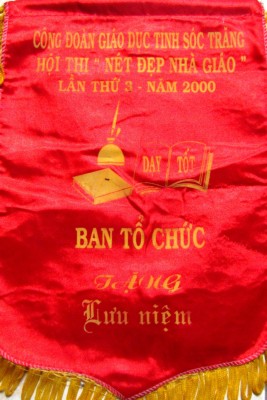 CÔNG ĐOÀN GIÁO DỤC TỈNH SÓC TRĂNG
HỘI THI " NÉT ĐẸP NHÀ GIÁO "
LẦN THỨ 3 - NĂM 2000
DẠY TỐT
BAN TỔ CHỨC
TẶNG
Lưu niệm